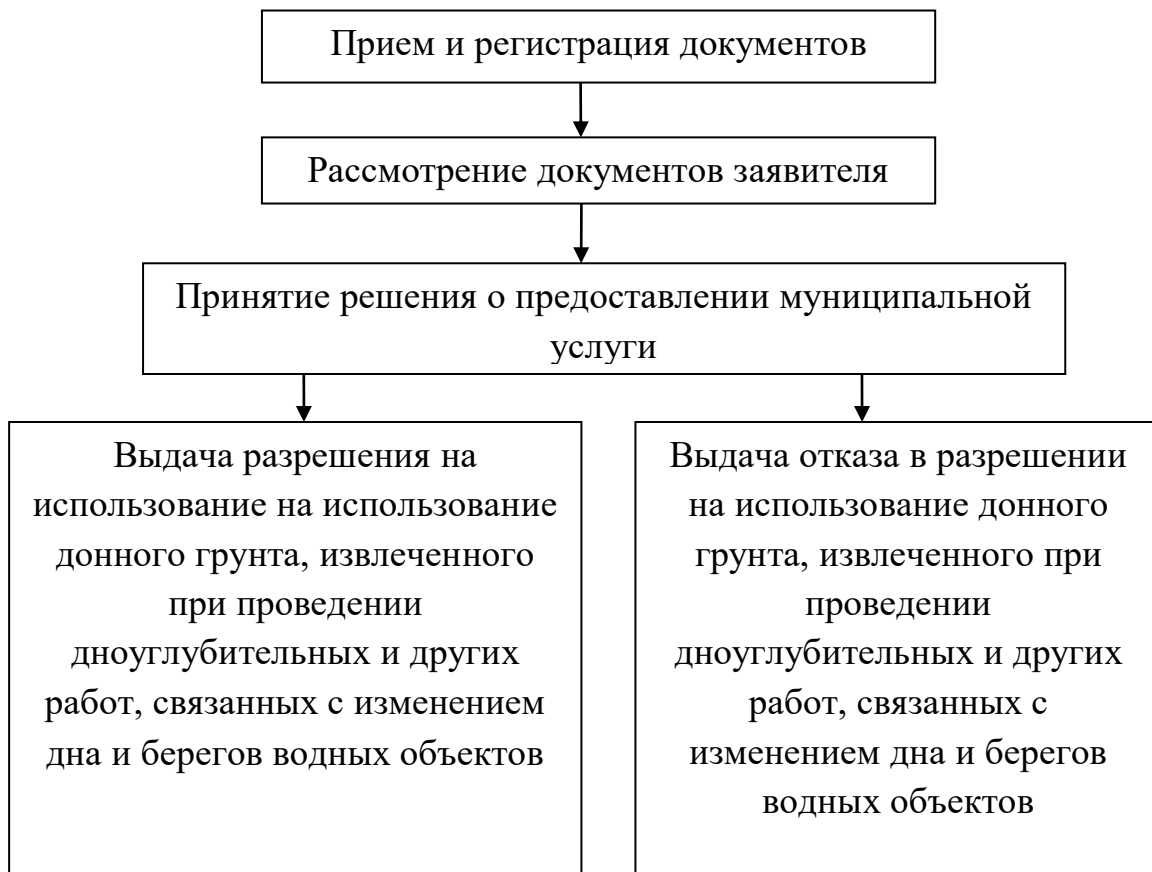 Прием и регистрация документов
Рассмотрение документов заявителя
Принятие решения о предоставлении муниципальной
услуги
Выдача разрешения на
использование на использование
донного грунта, извлеченного
при проведении
дноуглубительных и других
работ, связанных с изменением
дна и берегов водных объектов
Выдача отказа в разрешении
на использование донного
грунта, извлеченного при
проведении
дноуглубительных и других
работ, связанных с
изменением дна и берегов
водных объектов